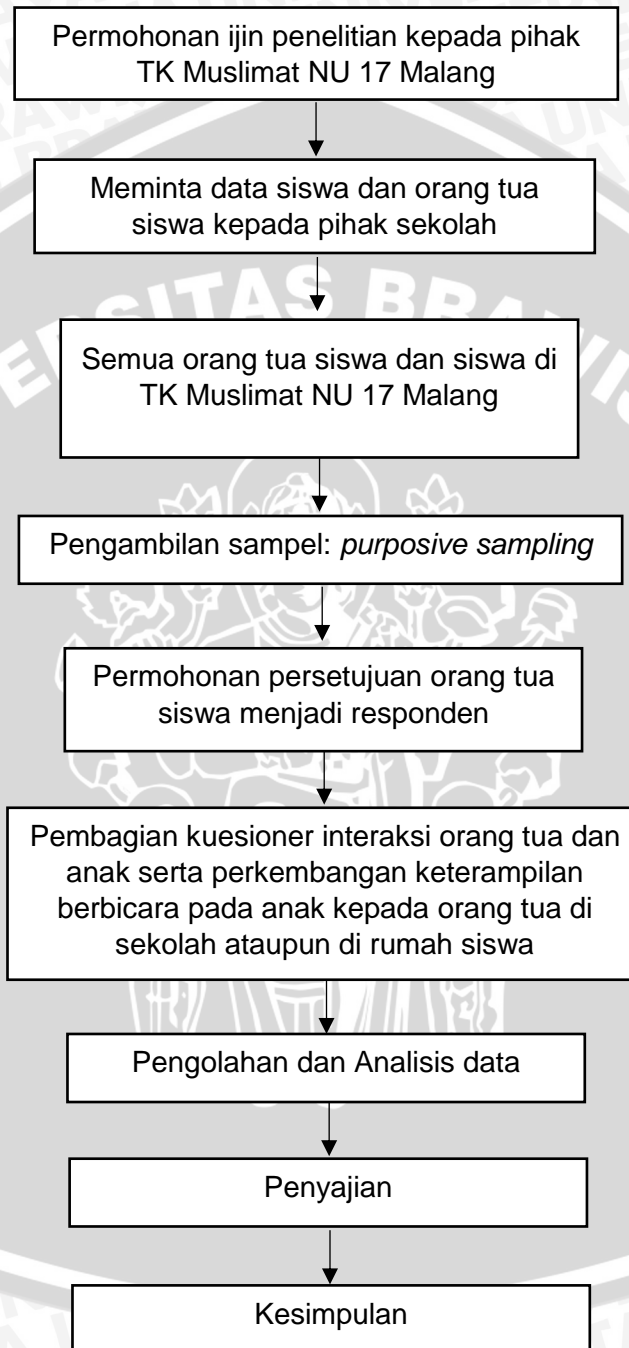 Permohonan ijin penelitian kepada pihak
TK Muslimat NU 17 Malang
Meminta data siswa dan orang tua
siswa kepada pihak sekolah
Semua orang tua siswa dan siswa di
TK Muslimat NU 17 Malang
Pengambilan sampel: purposive sampling
Permohonan persetujuan orang tua
siswa menjadi responden
Pembagian kuesioner interaksi orang tua dan
anak serta perkembangan keterampilan
berbicara pada anak kepada orang tua di
sekolah ataupun di rumah siswa
Pengolahan dan Analisis data
Penyajian
Kesimpulan